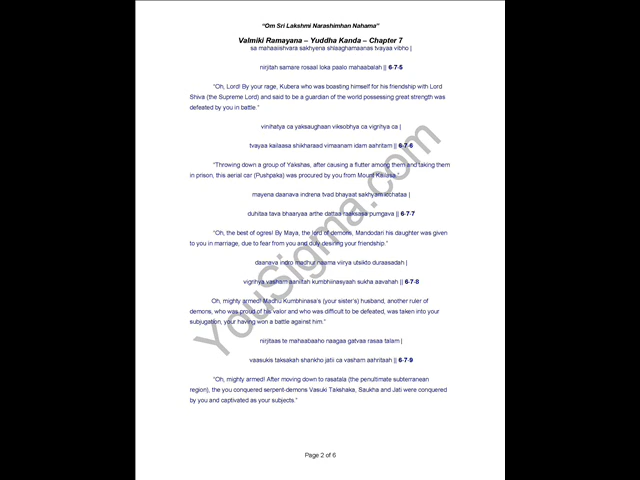 “Om Sri Lakshmi Narashimhan Nahama”
Valmiki Ramayana – Yuddha Kanda – Chapter 7
sa mahaaiishvara sakhyena shlaaghamaanas tvayaa vibho |
nirjitah samare rosaal loka paalo mahaabalah || 6-7-5
“Oh, Lord! By your rage, Kubera who was boasting himself for his friendship with Lord
Shiva (the Supreme Lord) and said to be a guardian of the world possessing great strength was
defeated by you in battle.”
vinihatya ca yaksaughaan viksobhya ca vigrihya ca |
tvayaa kailaasa shikharaad vimaanam idam aahritam || 6-7-6
“Throwing down a group of Yakshas, after causing a flutter among them and taking them
in prison, this aerial car (Pushpaka) was procured by you from Mount Kailasa.”
mayena daanava indrena tvad bhayaat sakhyam icchataa |
duhitaa tava bhaaryaa arthe dattaa raaksasa pumgava || 6-7-7
“Oh, the best of ogres! By Maya, the lord of demons, Mandodari his daughter was given
to you in marriage, due to fear from you and duly desiring your friendship.”
daanava indro madhur naama viirya utsikto duraasadah |
vigrihya vasham aaniitah kumbhiinasyaah sukha aavahah || 6-7-8
Oh, mighty armed! Madhu Kumbhinasa’s (your sister’s) husband, another ruler of
demons, who was proud of his valor and who was difficult to be defeated, was taken into your
subjugation, your having won a battle against him.”
nirjitaas te mahaabaaho naagaa gatvaa rasaa talam |
vaasukis taksakah shankho jatii ca vasham aahritaah || 6-7-9
“Oh, mighty armed! After moving down to rasatala (the penultimate subterranean
region), the you conquered serpent-demons Vasuki Takshaka, Saukha and Jati were conquered
by you and captivated as your subjects.”
YouSigma.com
Page 2 of 6